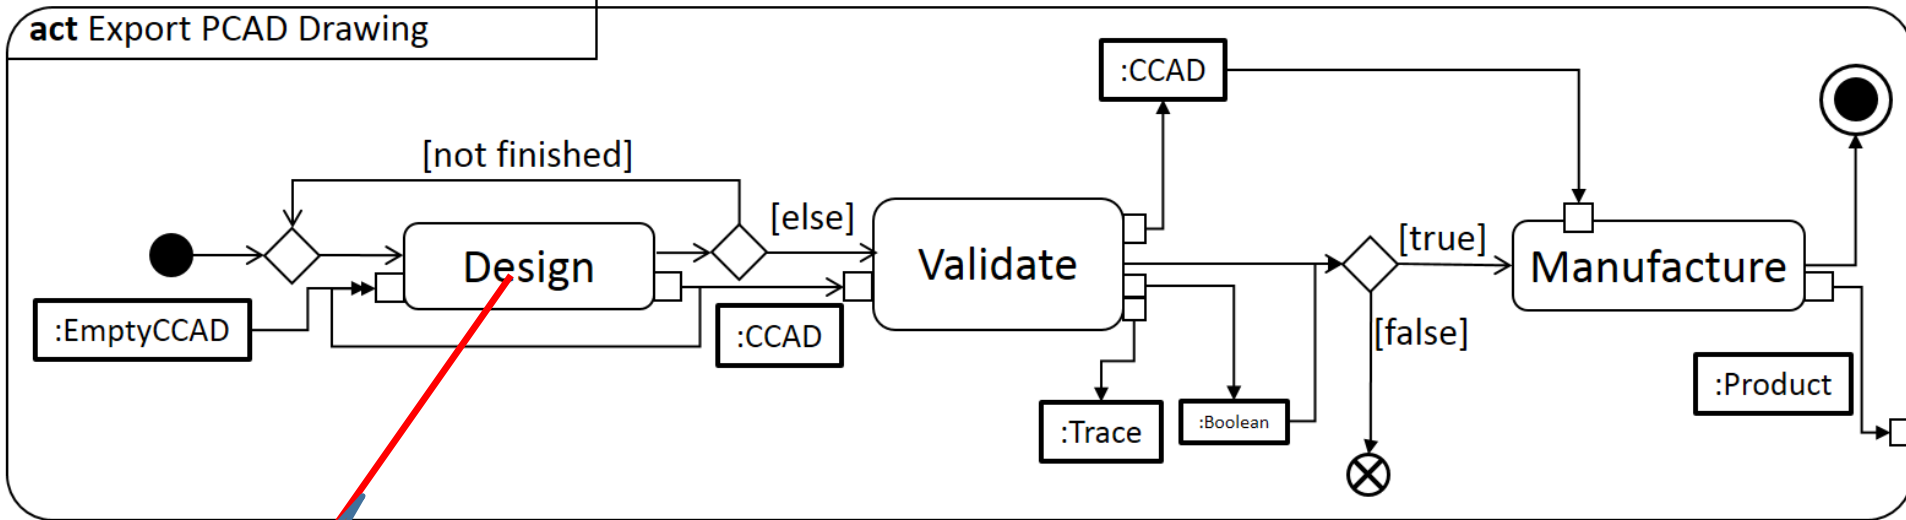 act Export PCAD Drawing
:CCAD
[not finished]
[else]
Design
Validate
[true]
Manufacture
:EmptyCCAD
:CCAD
[false]
:Product
:Trace
:Boolean